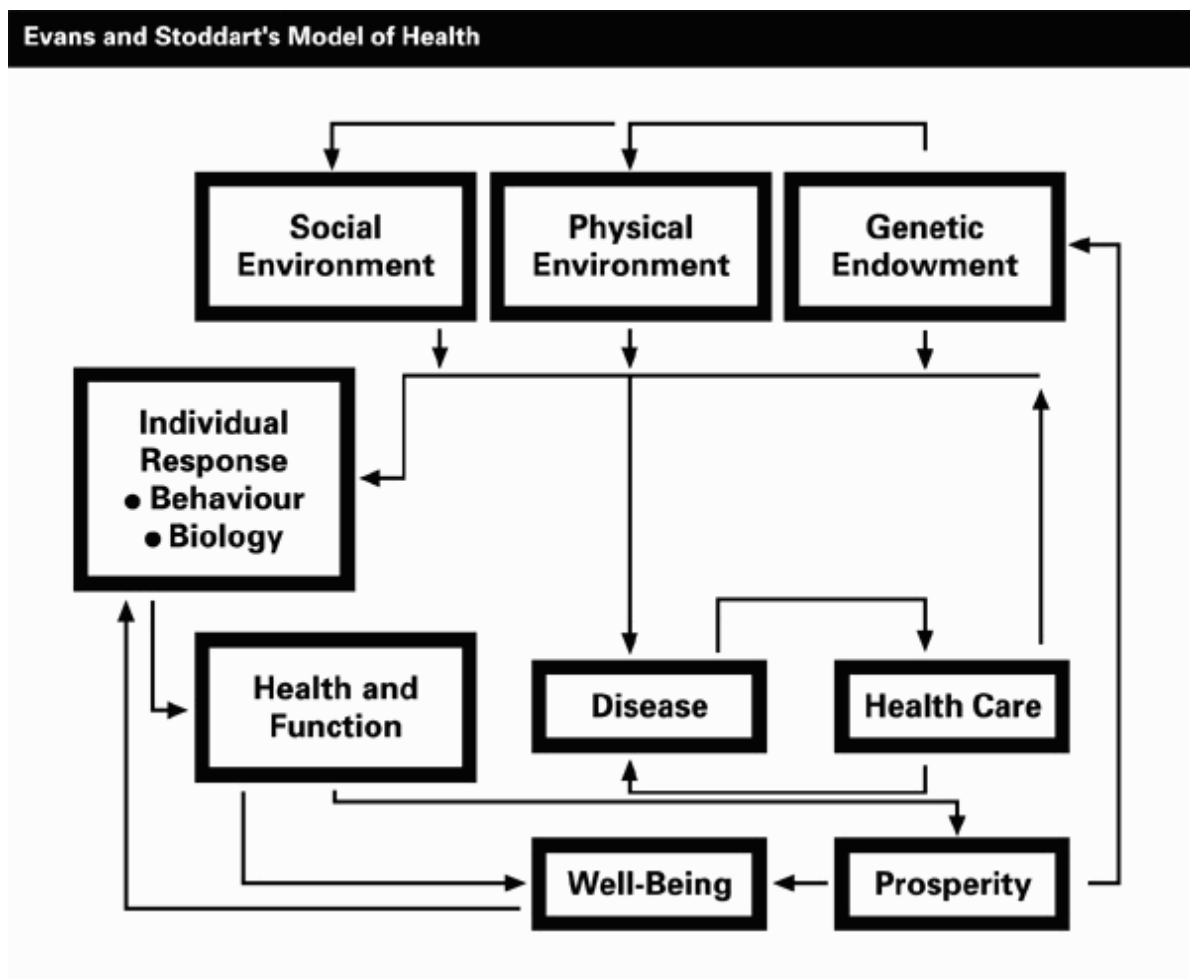 Evans and Stoddart's Model of Health
Social
Environment
Physical
Environment
Genetic
Endowment
Individual
Response
• Behaviour
• Biology
Health and
Function
Disease
Health Care
Well-Being
Prosperity